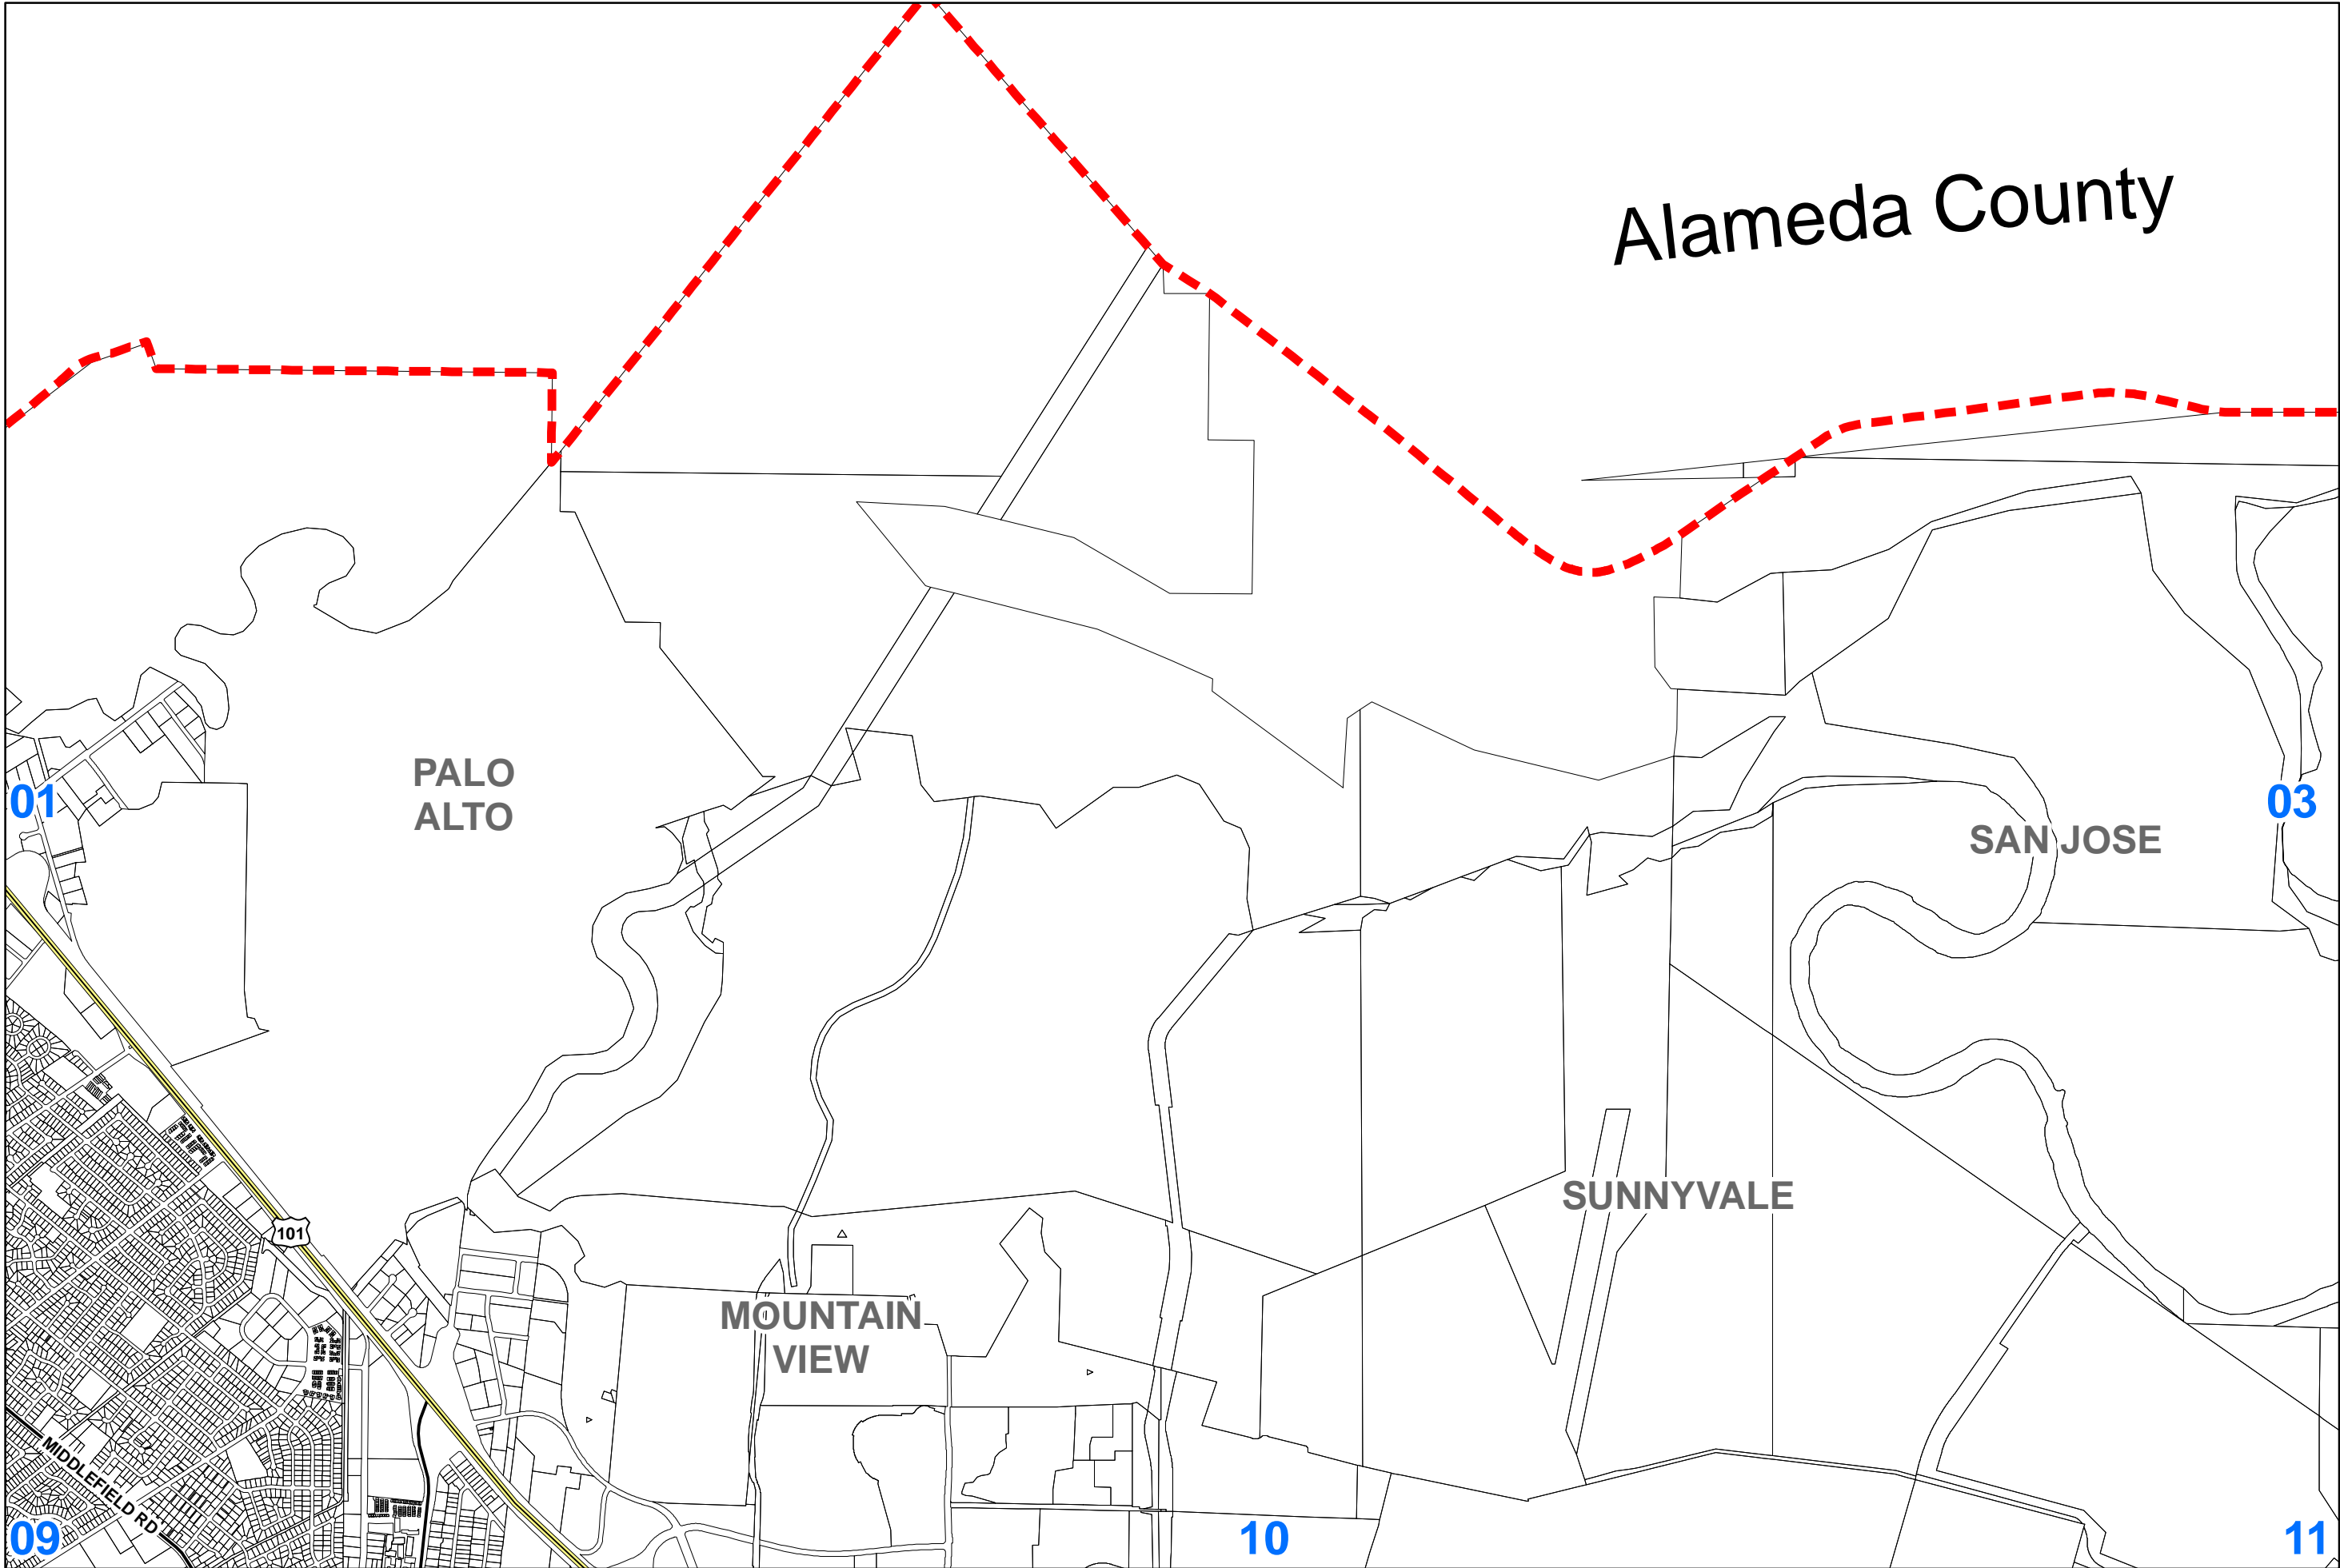 Alameda County
PALO
ALTO
01
03
SAN JOSE
SUNNYVALE
101
MOUNTAIN
VIEW
MIDDLEFIELD RD
09
10
11